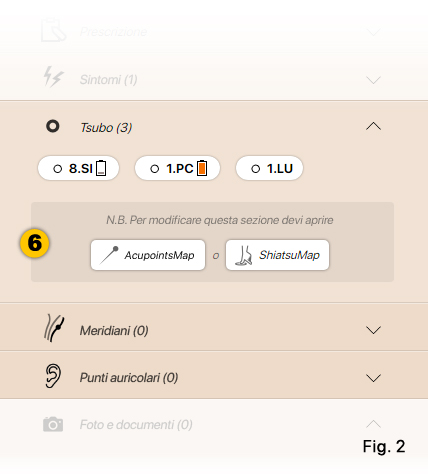 Prescrizione
Sintomi (1)
Tsubo (3)
8.SI 1.PC 1.LU
N.B. Per modificare questa sezione devi aprire
6
AcupointsMap o ShiatsuMap
Meridiani (0)
Punti auricolari (0)
Foto e documenti (0)
Fig. 2